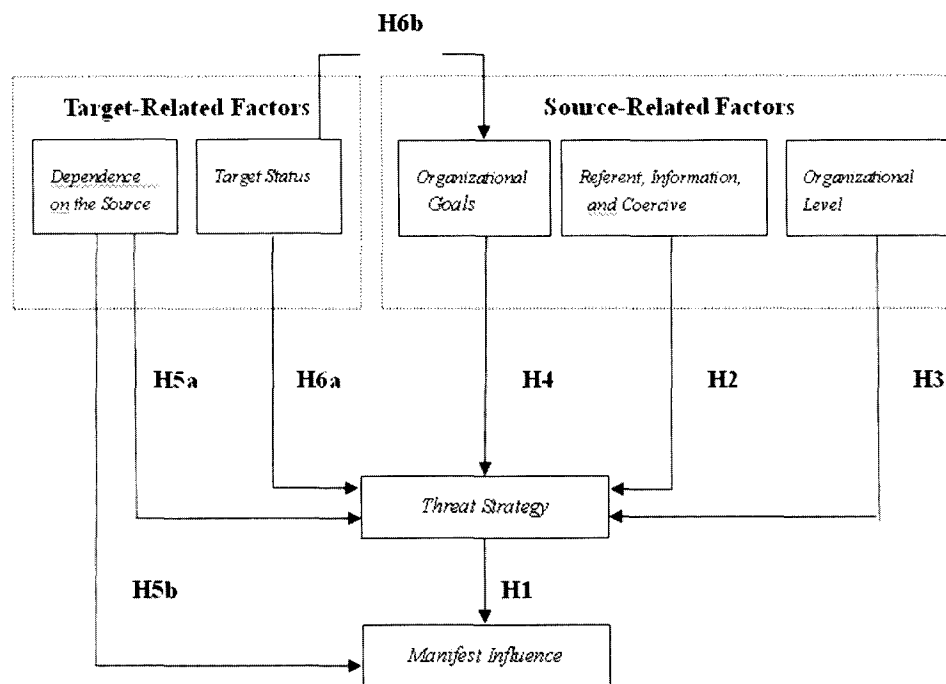 H6b
Target-Related Factors
Source-Related Factors
Dependence
on the Source
Target Status
Organizational
Goals
Referent, Information,
and Coercive
Organizational
Level
H5a
H6a
H4
H2
H3
Threat Strategy
H5b
H1
Manifest Influence